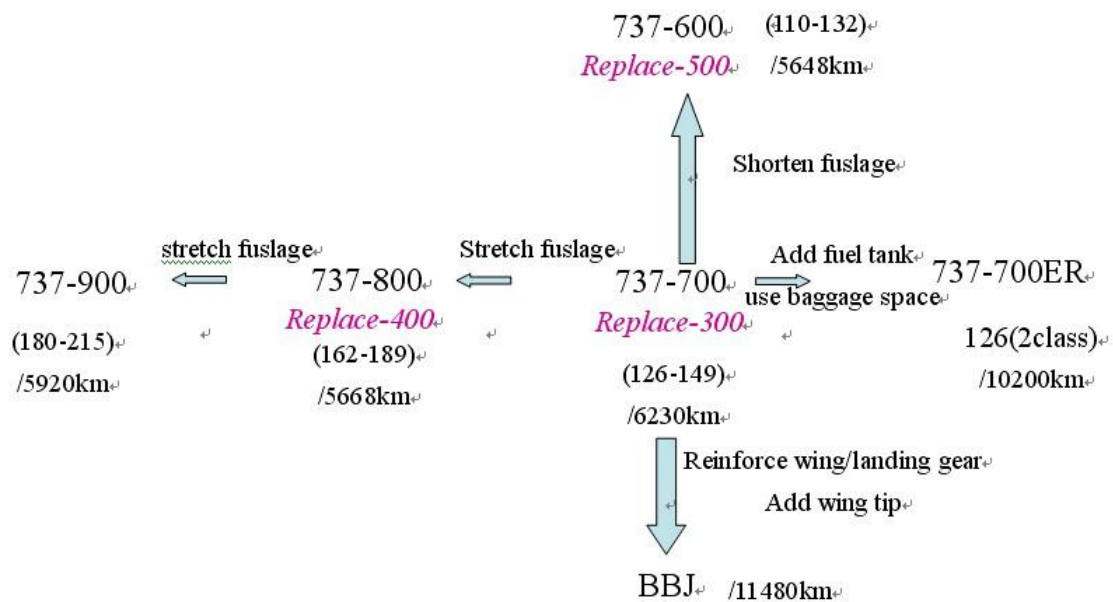 737-600 (110-132)
Replace-500 /5648km
Shorten fuslage
stretch fuslage
Stretch fuslage
Add fuel tank
use baggage space
737-900
737-800
737-700
737-700ER
Replace-400
Replace-300
(180-215)
/5920km
(162-189)
/5668km
(126-149)
/6230km
126(2class)
/10200km
Reinforce wing/landing gear
Add wing tip
BBJ /11480km